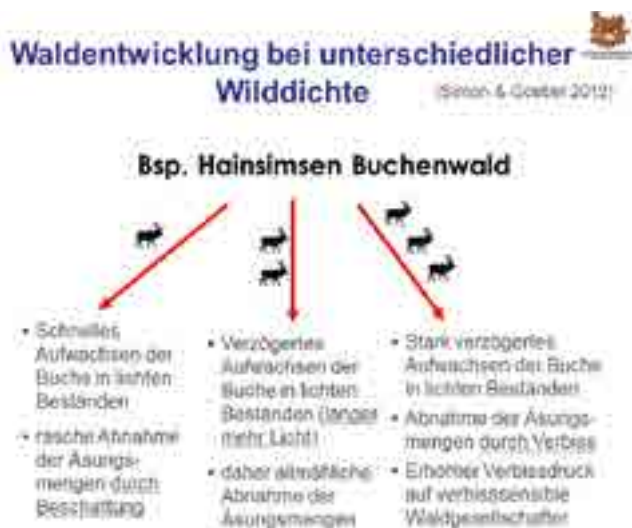 Waldentwicklung bei unterschiedlicher
Wilddichte
(Simon & Goebel 2012)
Bsp. Hainsimsen Buchenwald
• Schnelles
Aufwachsen der
Buche in lichten
Beständen
• rasche Abnahme
der Äsungs-
mengen durch
Beschattung
• Verzögertes
Aufwachsen der
Buche in lichten
Beständen (länger
mehr Licht)
• daher allmähliche
Abnahme der
Äsungsmengen
• Stark verzögertes
Aufwachsen der Buche
in lichten Beständen
• Abnahme der Äsungs-
mengen durch Verbiss
• Erhöhter Verbissdruck
auf verbisssensible
Waldgesellschaften